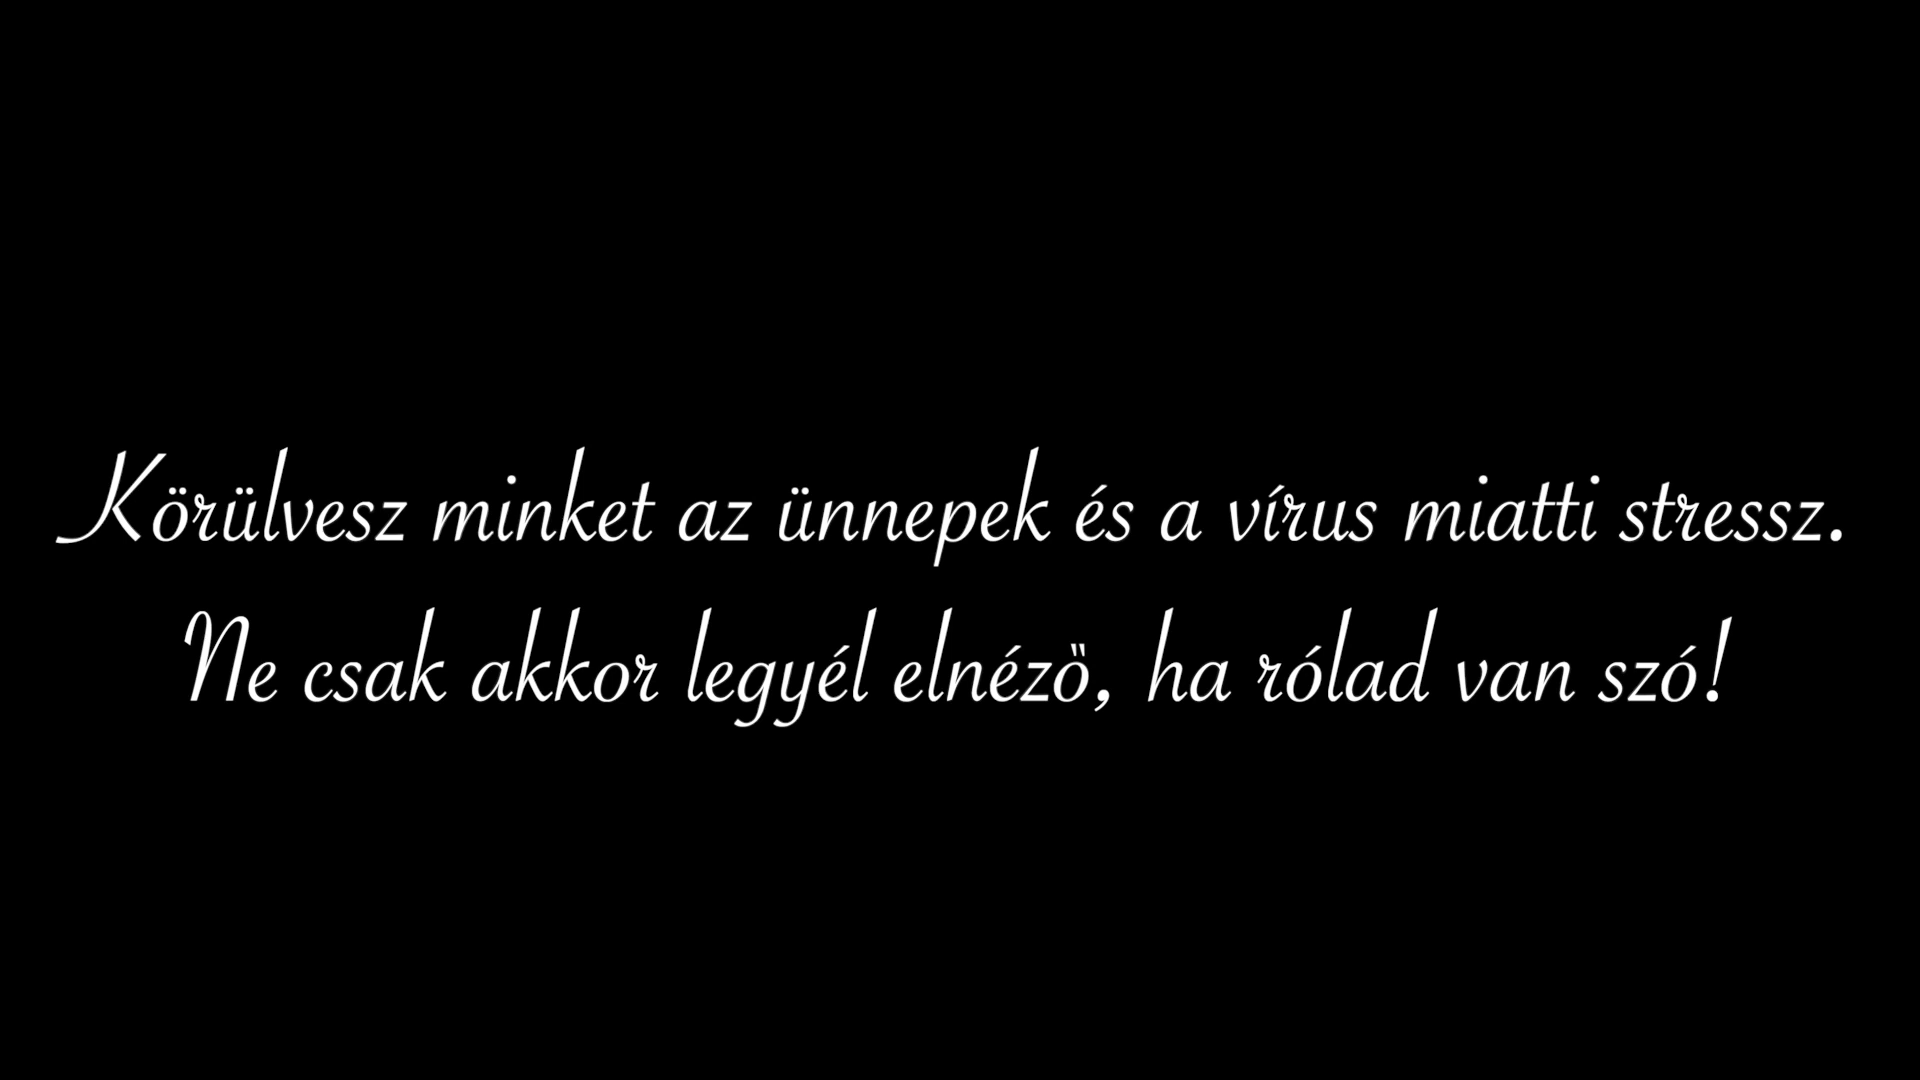 Körülvesz minket az ünnepek és a vírus miatti stressz.
Ne csak akkor legyél elnéző, ha rólad van szó!